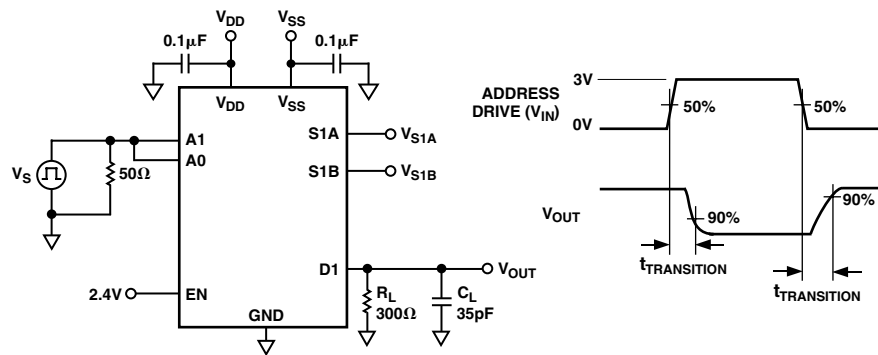 VDD VSS
0.1µF 0.1µF
VDD VSS
A1
A0
VS
50Ω
S1A VS1A
S1B VS1B
D1 VOUT
2.4V EN
GND
RL
300Ω
CL
35pF
3V
ADDRESS
DRIVE (VIN)
50% 50%
0V
VOUT
90% 90%
tTRANSITION
tTRANSITION